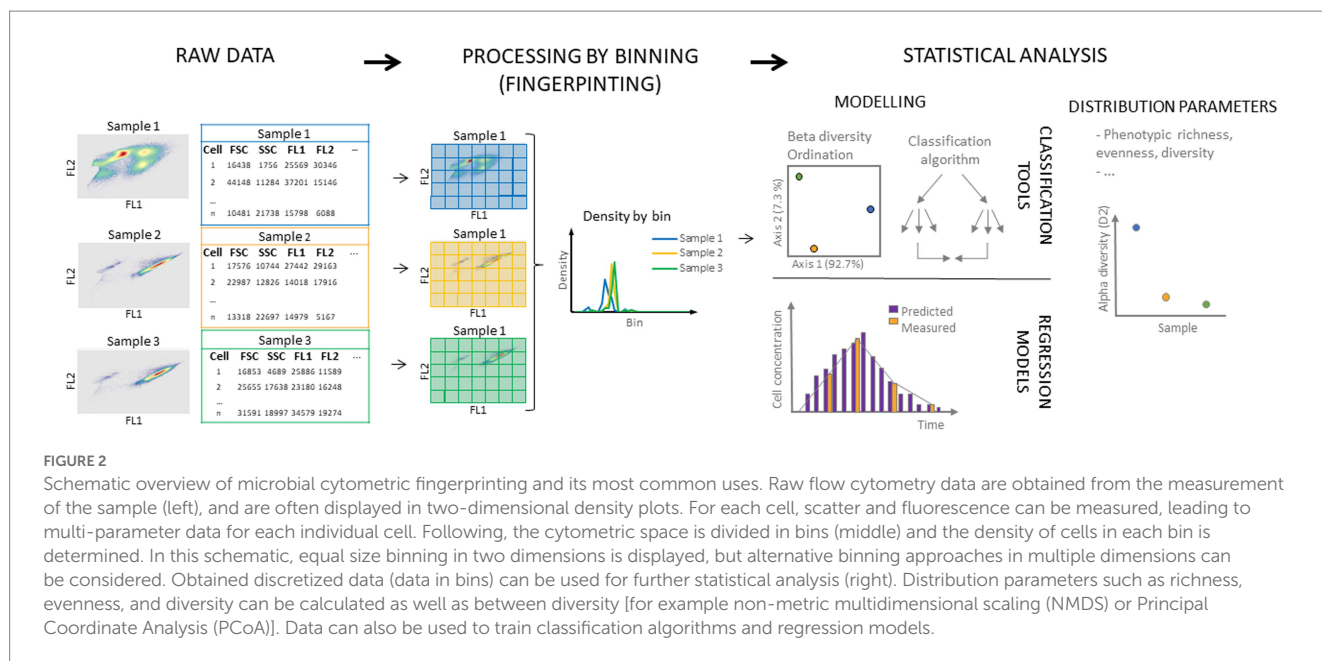 RAW DATA
PROCESSING BY BINNING
(FINGERPINTING)
STATISTICAL ANALYSIS
Sample 1
FL2
FL1
Sample 1
Cell FSC SSC FL1 FL2 ...
1 16438 1756 25569 30346
2 44148 11284 37201 15146
...
n 10481 21738 15798 6088
Sample 2
FL2
FL1
Sample 2
Cell FSC SSC FL1 FL2 ...
1 17576 10744 27442 29163
2 22987 12826 14018 17916
...
n 13318 22697 14979 5167
Sample 3
FL2
FL1
Sample 3
Cell FSC SSC FL1 FL2 ...
1 16853 4689 25886 11589
2 25655 17638 23180 16248
...
n 31591 18997 34579 19274
Sample 1
FL2
FL1
Sample 1
FL2
FL1
Sample 1
FL2
FL1
Density by bin
Sample 1
Sample 2
Sample 3
Density
Bin
MODELLING
Beta diversity
Ordination
Axis 2 (7.3 %)
Axis 1 (92.7%)
Classification
algorithm
CLASSIFICATION
TOOLS
Predicted
Measured
Cell concentration
Time
REGRESSION
MODELS
DISTRIBUTION PARAMETERS
- Phenotypic richness,
evenness, diversity
- ...
Alpha diversity (D2)
Sample
FIGURE 2
Schematic overview of microbial cytometric fingerprinting and its most common uses. Raw flow cytometry data are obtained from the measurement
of the sample (left), and are often displayed in two-dimensional density plots. For each cell, scatter and fluorescence can be measured, leading to
multi-parameter data for each individual cell. Following, the cytometric space is divided in bins (middle) and the density of cells in each bin is
determined. In this schematic, equal size binning in two dimensions is displayed, but alternative binning approaches in multiple dimensions can
be considered. Obtained discretized data (data in bins) can be used for further statistical analysis (right). Distribution parameters such as richness,
evenness, and diversity can be calculated as well as between diversity [for example non-metric multidimensional scaling (NMDS) or Principal
Coordinate Analysis (PCoA)]. Data can also be used to train classification algorithms and regression models.